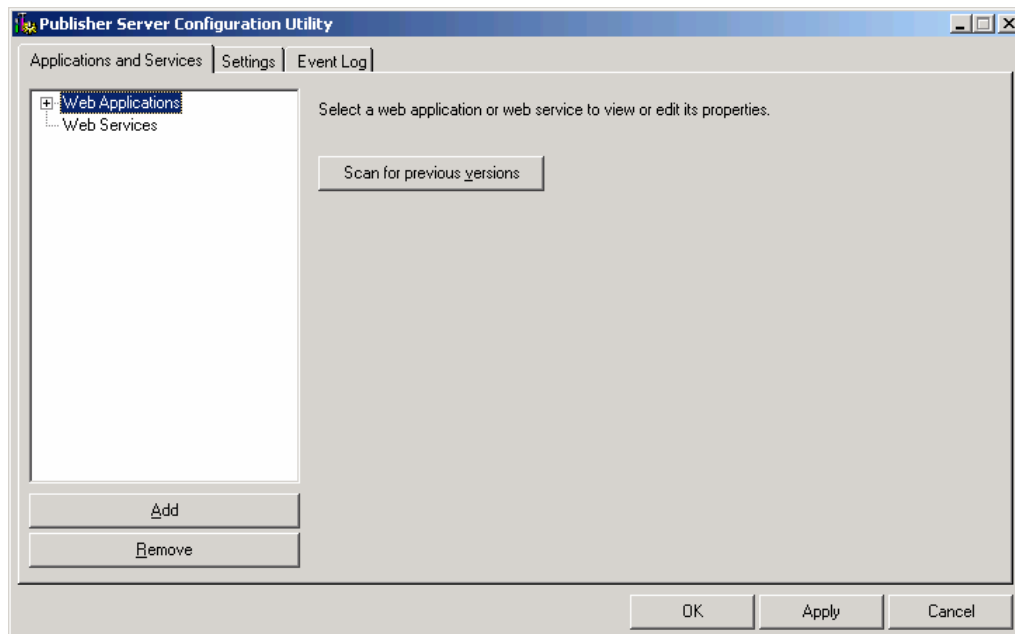 Publisher Server Configuration Utility
Applications and Services Settings Event Log
Web Applications
Web Services
Select a web application or web service to view or edit its properties.
Scan for previous versions
Add
Remove
OK Apply Cancel